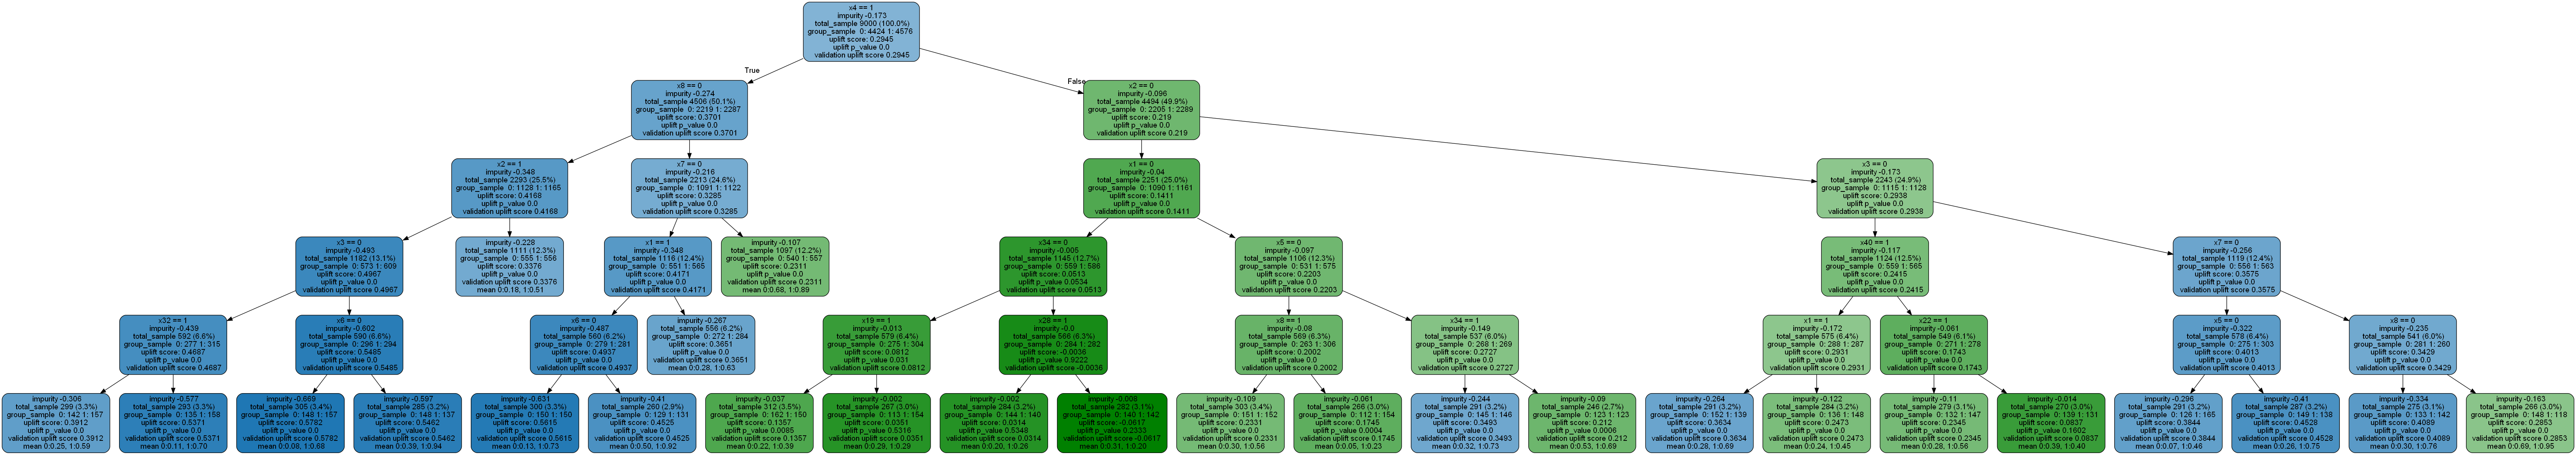 x4 == 1
impurity -0.173
total_sample 9000 (100.0%)
group_sample 0: 4424 1: 4576
uplift score: 0.2945
uplift p_value 0.0
validation uplift score 0.2945
True
False
x8 == 0
impurity -0.274
total_sample 4506 (50.1%)
group_sample 0: 2219 1: 2287
uplift score: 0.3701
uplift p_value 0.0
validation uplift score 0.3701
x2 == 0
impurity -0.096
total_sample 4494 (49.9%)
group_sample 0: 2205 1: 2289
uplift score: 0.219
uplift p_value 0.0
validation uplift score 0.219
x2 == 1
impurity -0.348
total_sample 2293 (25.5%)
group_sample 0: 1128 1: 1165
uplift score: 0.4168
uplift p_value 0.0
validation uplift score 0.4168
x7 == 0
impurity -0.216
total_sample 2213 (24.6%)
group_sample 0: 1091 1: 1122
uplift score: 0.3285
uplift p_value 0.0
validation uplift score 0.3285
x1 == 0
impurity -0.04
total_sample 2251 (25.0%)
group_sample 0: 1090 1: 1161
uplift score: 0.1411
uplift p_value 0.0
validation uplift score 0.1411
x3 == 0
impurity -0.173
total_sample 2243 (24.9%)
group_sample 0: 1115 1: 1128
uplift score: 0.2938
uplift p_value 0.0
validation uplift score 0.2938
x3 == 0
impurity -0.493
total_sample 1182 (13.1%)
group_sample 0: 573 1: 609
uplift score: 0.4967
uplift p_value 0.0
validation uplift score 0.4967
impurity -0.228
total_sample 1111 (12.3%)
group_sample 0: 555 1: 556
uplift score: 0.3376
uplift p_value 0.0
validation uplift score 0.3376
mean 0:0.18, 1:0.51
x1 == 1
impurity -0.348
total_sample 1116 (12.4%)
group_sample 0: 551 1: 565
uplift score: 0.4171
uplift p_value 0.0
validation uplift score 0.4171
impurity -0.107
total_sample 1097 (12.2%)
group_sample 0: 540 1: 557
uplift score: 0.2311
uplift p_value 0.0
validation uplift score 0.2311
mean 0:0.68, 1:0.89
x34 == 0
impurity -0.005
total_sample 1145 (12.7%)
group_sample 0: 559 1: 586
uplift score: 0.0513
uplift p_value 0.0534
validation uplift score 0.0513
x5 == 0
impurity -0.097
total_sample 1106 (12.3%)
group_sample 0: 531 1: 575
uplift score: 0.2203
uplift p_value 0.0
validation uplift score 0.2203
x40 == 1
impurity -0.117
total_sample 1124 (12.5%)
group_sample 0: 559 1: 565
uplift score: 0.2415
uplift p_value 0.0
validation uplift score 0.2415
x7 == 0
impurity -0.256
total_sample 1119 (12.4%)
group_sample 0: 556 1: 563
uplift score: 0.3575
uplift p_value 0.0
validation uplift score 0.3575
x32 == 1
impurity -0.439
total_sample 592 (6.6%)
group_sample 0: 277 1: 315
uplift score: 0.4687
uplift p_value 0.0
validation uplift score 0.4687
x6 == 0
impurity -0.602
total_sample 590 (6.6%)
group_sample 0: 296 1: 294
uplift score: 0.5485
uplift p_value 0.0
validation uplift score 0.5485
x6 == 0
impurity -0.487
total_sample 560 (6.2%)
group_sample 0: 279 1: 281
uplift score: 0.4937
uplift p_value 0.0
validation uplift score 0.4937
impurity -0.267
total_sample 556 (6.2%)
group_sample 0: 272 1: 284
uplift score: 0.3651
uplift p_value 0.0
validation uplift score 0.3651
mean 0:0.28, 1:0.63
x19 == 1
impurity -0.013
total_sample 579 (6.4%)
group_sample 0: 275 1: 304
uplift score: 0.0812
uplift p_value 0.031
validation uplift score 0.0812
x28 == 1
impurity -0.0
total_sample 566 (6.3%)
group_sample 0: 284 1: 282
uplift score: -0.0036
uplift p_value 0.9222
validation uplift score -0.0036
x8 == 1
impurity -0.08
total_sample 569 (6.3%)
group_sample 0: 263 1: 306
uplift score: 0.2002
uplift p_value 0.0
validation uplift score 0.2002
x34 == 1
impurity -0.149
total_sample 537 (6.0%)
group_sample 0: 268 1: 269
uplift score: 0.2727
uplift p_value 0.0
validation uplift score 0.2727
x1 == 1
impurity -0.172
total_sample 575 (6.4%)
group_sample 0: 288 1: 287
uplift score: 0.2931
uplift p_value 0.0
validation uplift score 0.2931
x22 == 1
impurity -0.061
total_sample 549 (6.1%)
group_sample 0: 271 1: 278
uplift score: 0.1743
uplift p_value 0.0
validation uplift score 0.1743
x5 == 0
impurity -0.322
total_sample 578 (6.4%)
group_sample 0: 275 1: 303
uplift score: 0.4013
uplift p_value 0.0
validation uplift score 0.4013
x8 == 0
impurity -0.235
total_sample 541 (6.0%)
group_sample 0: 281 1: 260
uplift score: 0.3429
uplift p_value 0.0
validation uplift score 0.3429
impurity -0.306
total_sample 299 (3.3%)
group_sample 0: 142 1: 157
uplift score: 0.3912
uplift p_value 0.0
validation uplift score 0.3912
mean 0:0.25, 1:0.59
impurity -0.577
total_sample 293 (3.3%)
group_sample 0: 135 1: 158
uplift score: 0.5371
uplift p_value 0.0
validation uplift score 0.5371
mean 0:0.11, 1:0.70
impurity -0.669
total_sample 305 (3.4%)
group_sample 0: 148 1: 157
uplift score: 0.5782
uplift p_value 0.0
validation uplift score 0.5782
mean 0:0.08, 1:0.68
impurity -0.597
total_sample 285 (3.2%)
group_sample 0: 148 1: 137
uplift score: 0.5462
uplift p_value 0.0
validation uplift score 0.5462
mean 0:0.39, 1:0.94
impurity -0.631
total_sample 300 (3.3%)
group_sample 0: 150 1: 150
uplift score: 0.5615
uplift p_value 0.0
validation uplift score 0.5615
mean 0:0.13, 1:0.73
impurity -0.41
total_sample 260 (2.9%)
group_sample 0: 129 1: 131
uplift score: 0.4525
uplift p_value 0.0
validation uplift score 0.4525
mean 0:0.50, 1:0.92
impurity -0.037
total_sample 312 (3.5%)
group_sample 0: 162 1: 150
uplift score: 0.1357
uplift p_value 0.0085
validation uplift score 0.1357
mean 0:0.22, 1:0.39
impurity -0.002
total_sample 267 (3.0%)
group_sample 0: 113 1: 154
uplift score: 0.0351
uplift p_value 0.5316
validation uplift score 0.0351
mean 0:0.29, 1:0.29
impurity -0.002
total_sample 284 (3.2%)
group_sample 0: 144 1: 140
uplift score: 0.0314
uplift p_value 0.5348
validation uplift score 0.0314
mean 0:0.20, 1:0.26
impurity -0.008
total_sample 282 (3.1%)
group_sample 0: 140 1: 142
uplift score: -0.0617
uplift p_value 0.2333
validation uplift score -0.0617
mean 0:0.31, 1:0.20
impurity -0.109
total_sample 303 (3.4%)
group_sample 0: 151 1: 152
uplift score: 0.2331
uplift p_value 0.0
validation uplift score 0.2331
mean 0:0.30, 1:0.56
impurity -0.061
total_sample 266 (3.0%)
group_sample 0: 112 1: 154
uplift score: 0.1745
uplift p_value 0.0004
validation uplift score 0.1745
mean 0:0.05, 1:0.23
impurity -0.244
total_sample 291 (3.2%)
group_sample 0: 145 1: 146
uplift score: 0.3493
uplift p_value 0.0
validation uplift score 0.3493
mean 0:0.32, 1:0.73
impurity -0.09
total_sample 246 (2.7%)
group_sample 0: 123 1: 123
uplift score: 0.212
uplift p_value 0.0006
validation uplift score 0.212
mean 0:0.53, 1:0.69
impurity -0.264
total_sample 291 (3.2%)
group_sample 0: 152 1: 139
uplift score: 0.3634
uplift p_value 0.0
validation uplift score 0.3634
mean 0:0.28, 1:0.69
impurity -0.122
total_sample 284 (3.2%)
group_sample 0: 136 1: 148
uplift score: 0.2473
uplift p_value 0.0
validation uplift score 0.2473
mean 0:0.24, 1:0.45
impurity -0.11
total_sample 279 (3.1%)
group_sample 0: 132 1: 147
uplift score: 0.2345
uplift p_value 0.0
validation uplift score 0.2345
mean 0:0.28, 1:0.56
impurity -0.014
total_sample 270 (3.0%)
group_sample 0: 139 1: 131
uplift score: 0.0837
uplift p_value 0.1602
validation uplift score 0.0837
mean 0:0.39, 1:0.40
impurity -0.296
total_sample 291 (3.2%)
group_sample 0: 126 1: 165
uplift score: 0.3844
uplift p_value 0.0
validation uplift score 0.3844
mean 0:0.07, 1:0.46
impurity -0.41
total_sample 287 (3.2%)
group_sample 0: 149 1: 138
uplift score: 0.4528
uplift p_value 0.0
validation uplift score 0.4528
mean 0:0.26, 1:0.75
impurity -0.334
total_sample 275 (3.1%)
group_sample 0: 133 1: 142
uplift score: 0.4089
uplift p_value 0.0
validation uplift score 0.4089
mean 0:0.30, 1:0.76
impurity -0.163
total_sample 266 (3.0%)
group_sample 0: 148 1: 118
uplift score: 0.2853
uplift p_value 0.0
validation uplift score 0.2853
mean 0:0.69, 1:0.95